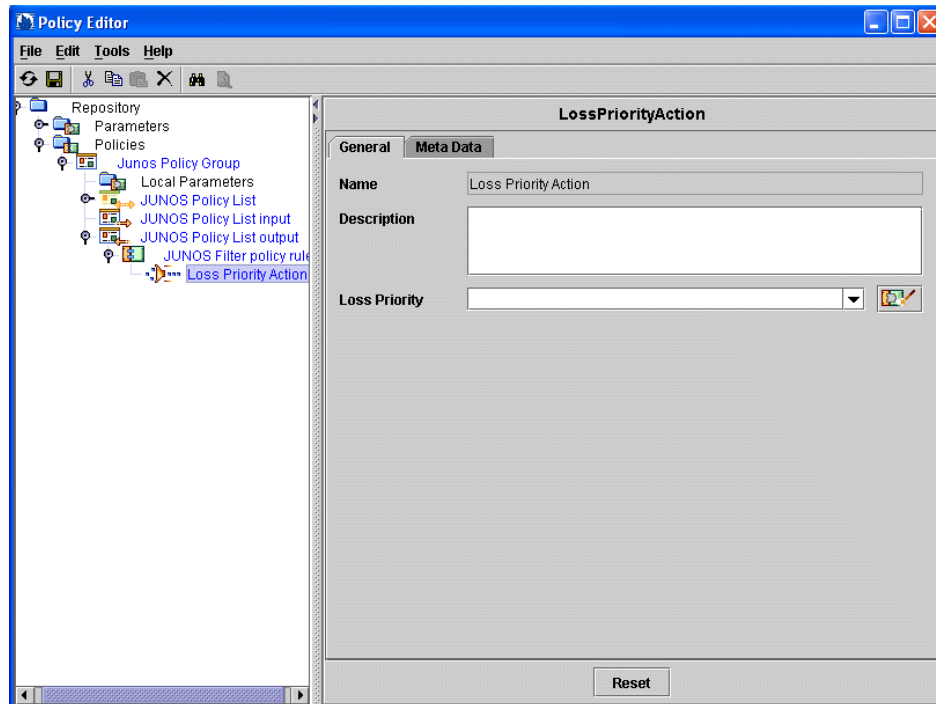 Policy Editor
File Edit Tools Help
Repository
Parameters
Policies
Junos Policy Group
Local Parameters
JUNOS Policy List
JUNOS Policy List input
JUNOS Policy List output
JUNOS Filter policy rule
Loss Priority Action
LossPriorityAction
General Meta Data
Name Loss Priority Action
Description
Loss Priority
Reset